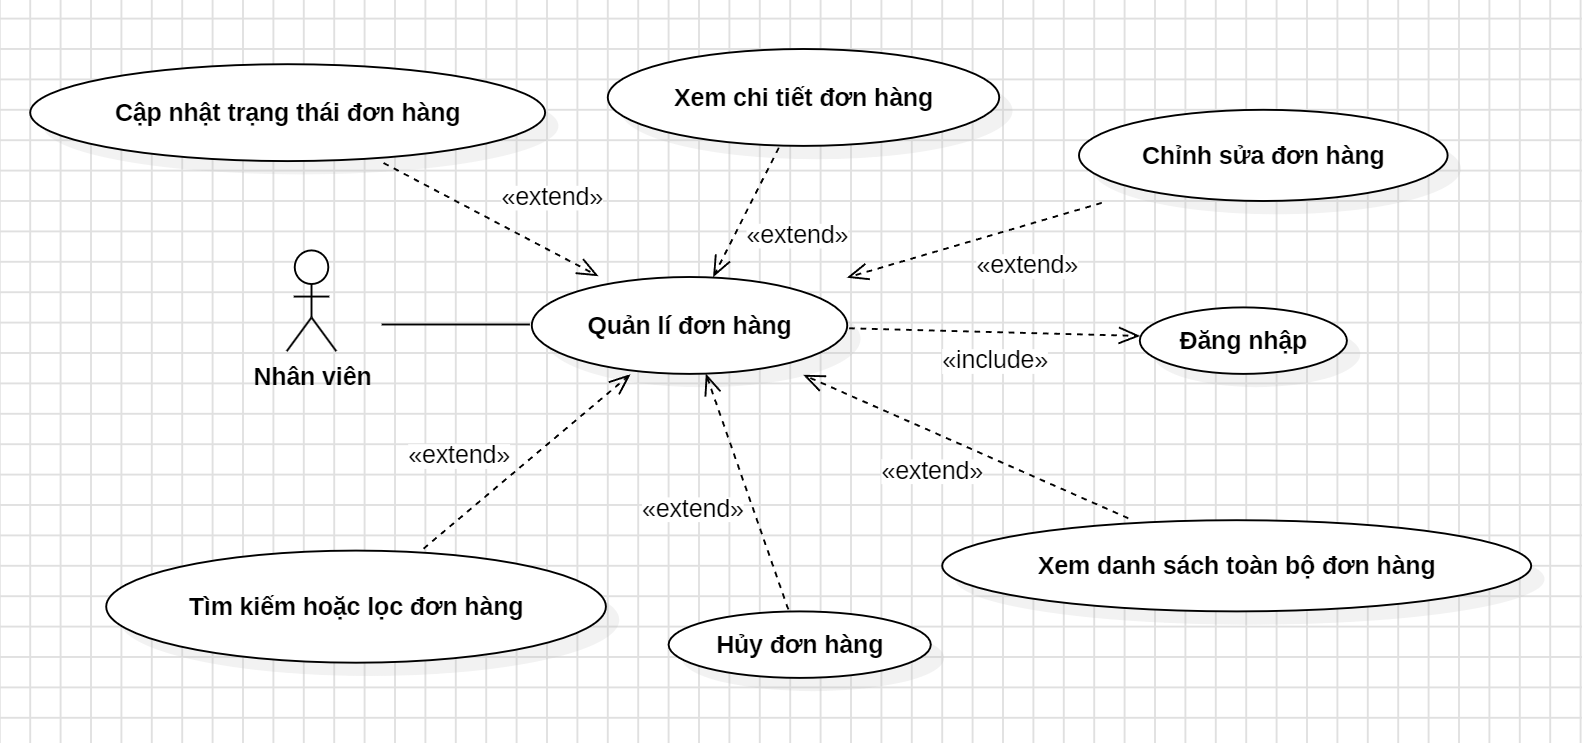 Cập nhật trạng thái đơn hàng
Xem chi tiết đơn hàng
Chỉnh sửa đơn hàng
«extend»
«extend»
«extend»
Quản lí đơn hàng
Đăng nhập
«include»
Nhân viên
«extend»
«extend»
«extend»
Xem danh sách toàn bộ đơn hàng
Tìm kiếm hoặc lọc đơn hàng
Hủy đơn hàng